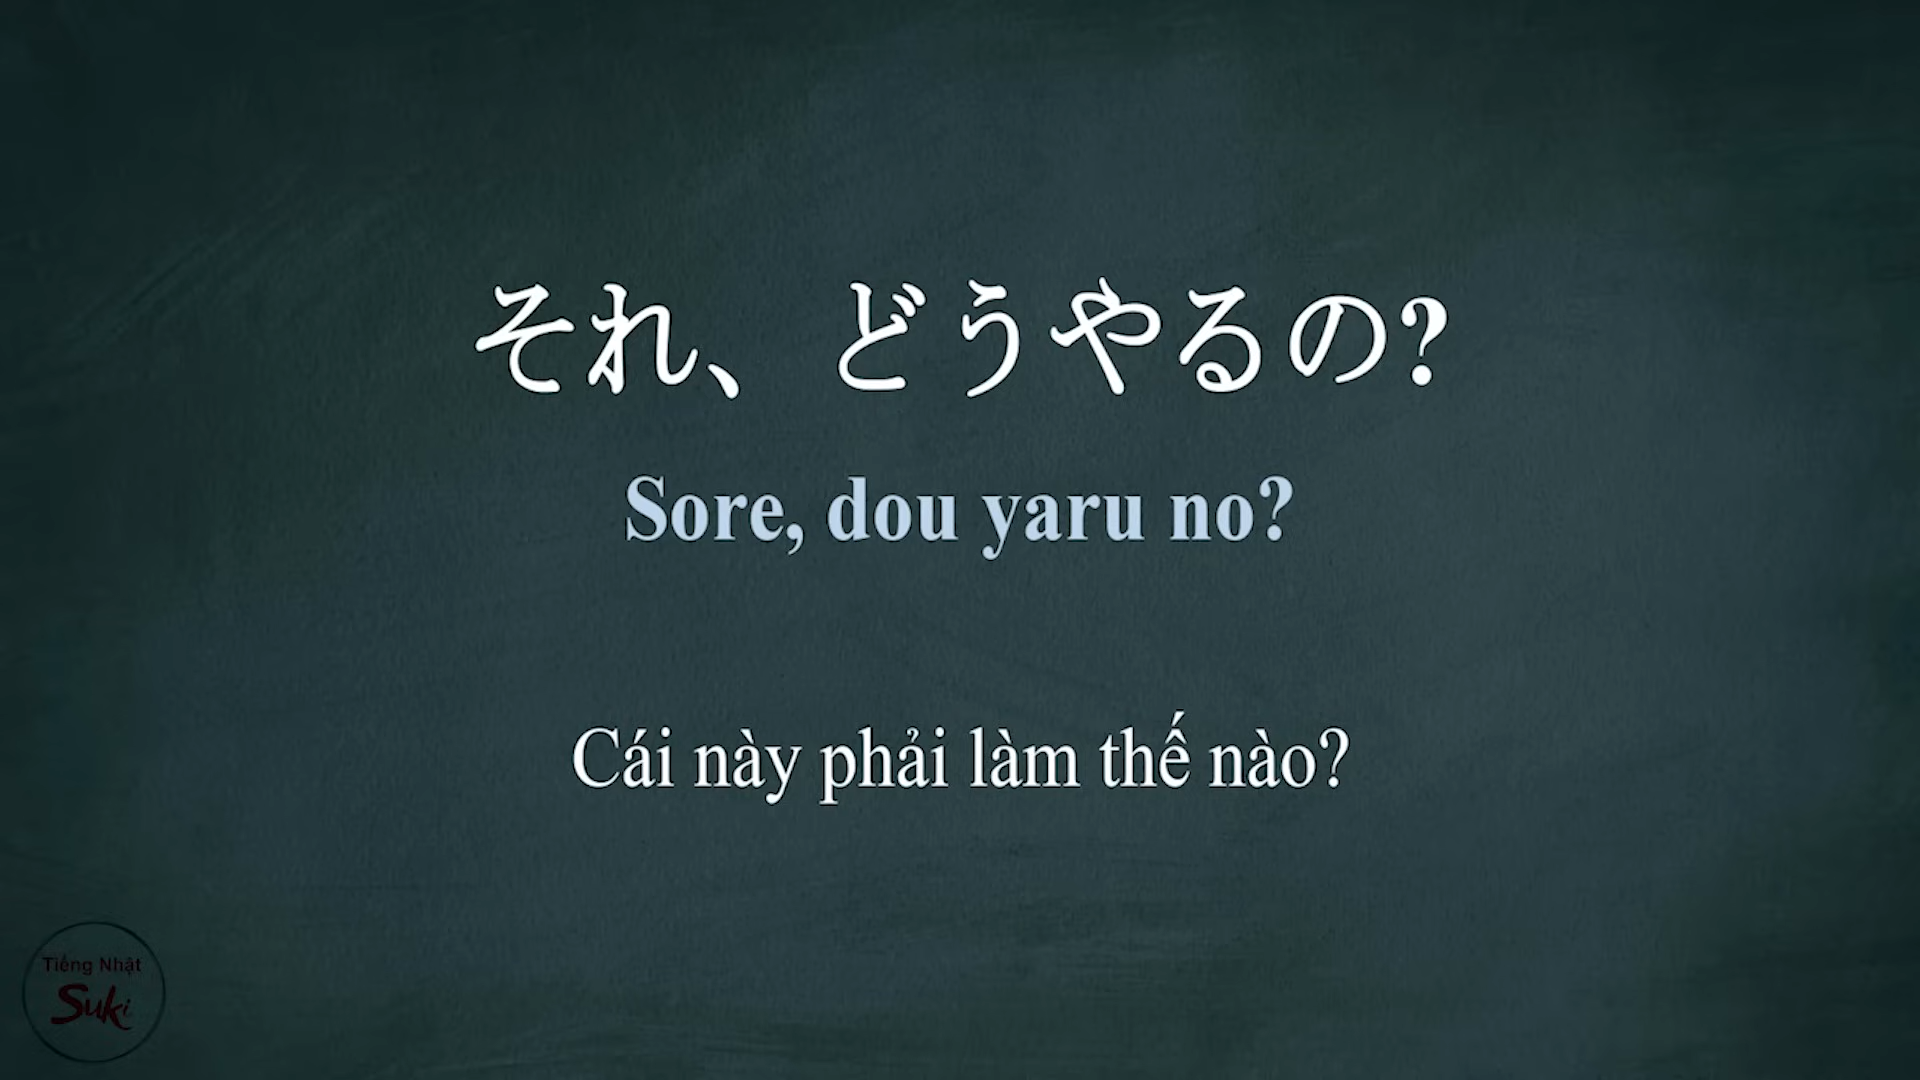 それ、どうやるの?
Sore, dou yaru no?
Cái này phải làm thế nào?
Tiếng Nhật
Suki